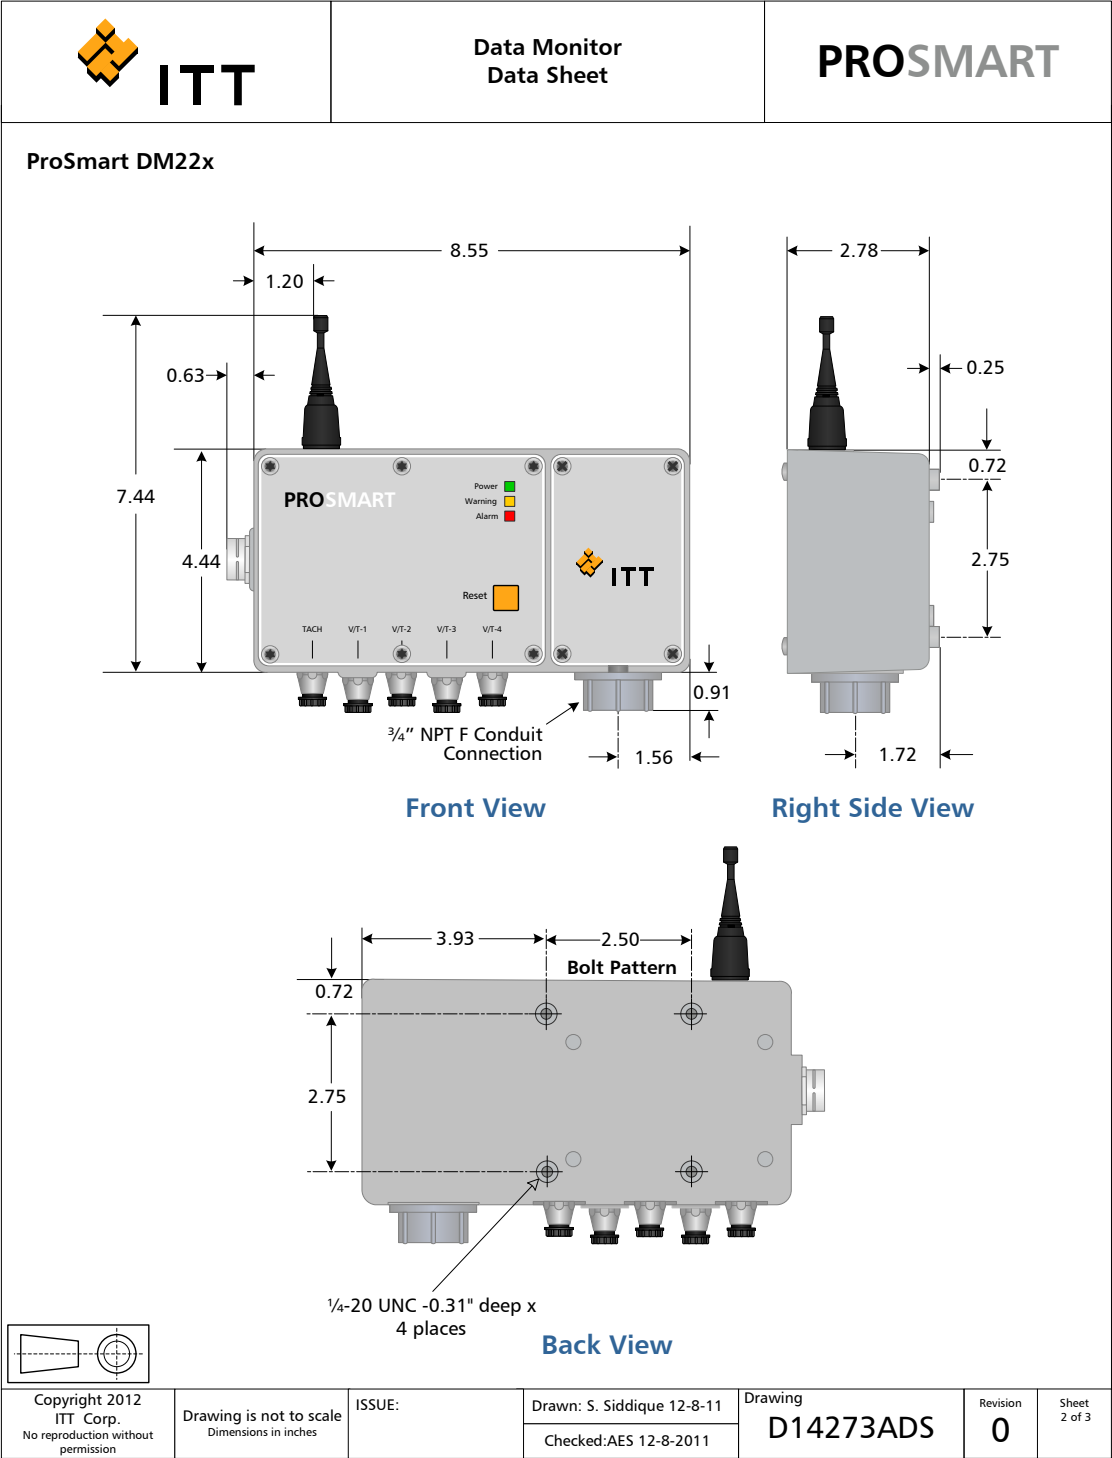 ITT
Data Monitor
Data Sheet
PROSMART
ProSmart DM22x
8.55
2.78
1.20
0.63
0.25
0.72
7.44
4.44
2.75
PROSMART
Power
Warning
Alarm
ITT
Reset
TACH V/T-1 V/T-2 V/T-3 V/T-4
0.91
¾” NPT F Conduit
Connection
1.56
1.72
Front View
Right Side View
3.93
2.50
Bolt Pattern
0.72
2.75
¼-20 UNC -0.31" deep x
4 places
Back View
Copyright 2012
ITT Corp.
No reproduction without
permission
Drawing is not to scale
Dimensions in inches
ISSUE:
Drawn: S. Siddique 12-8-11
Checked:AES 12-8-2011
Drawing
D14273ADS
Revision
0
Sheet
2 of 3